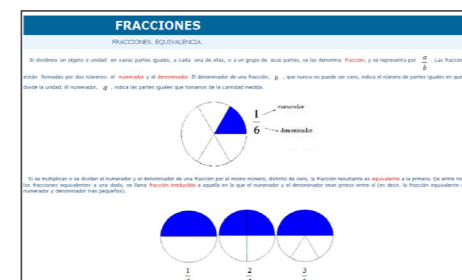 FRACCIONES
FRACCIONES. EQUIVALENCIA.
Si dividimos un objeto o unidad en varias partes iguales, a cada una de ellas, o a un grupo de esas partes, se las denomina fracción, y se representa por a/b . Las fracciones
están formadas por dos números: el numerador y el denominador. El denominador de una fracción, b , que nunca no puede ser cero, indica el número de partes iguales en que
divide la unidad. El numerador, a , indica las partes iguales que tomamos de la cantidad medida.
1/6 numerador
denominador
Si se multiplican o se dividen el numerador y el denominador de una fracción por el mismo número, distinto de cero, la fracción resultante es equivalente a la primera. De entre to
las fracciones equivalentes a una dada, se llama fracción irreducible a aquella en la que el numerador y el denominador sean primos entre sí (es decir, la fracción equivalente
numerador y denominador más pequeños).
1 2 3